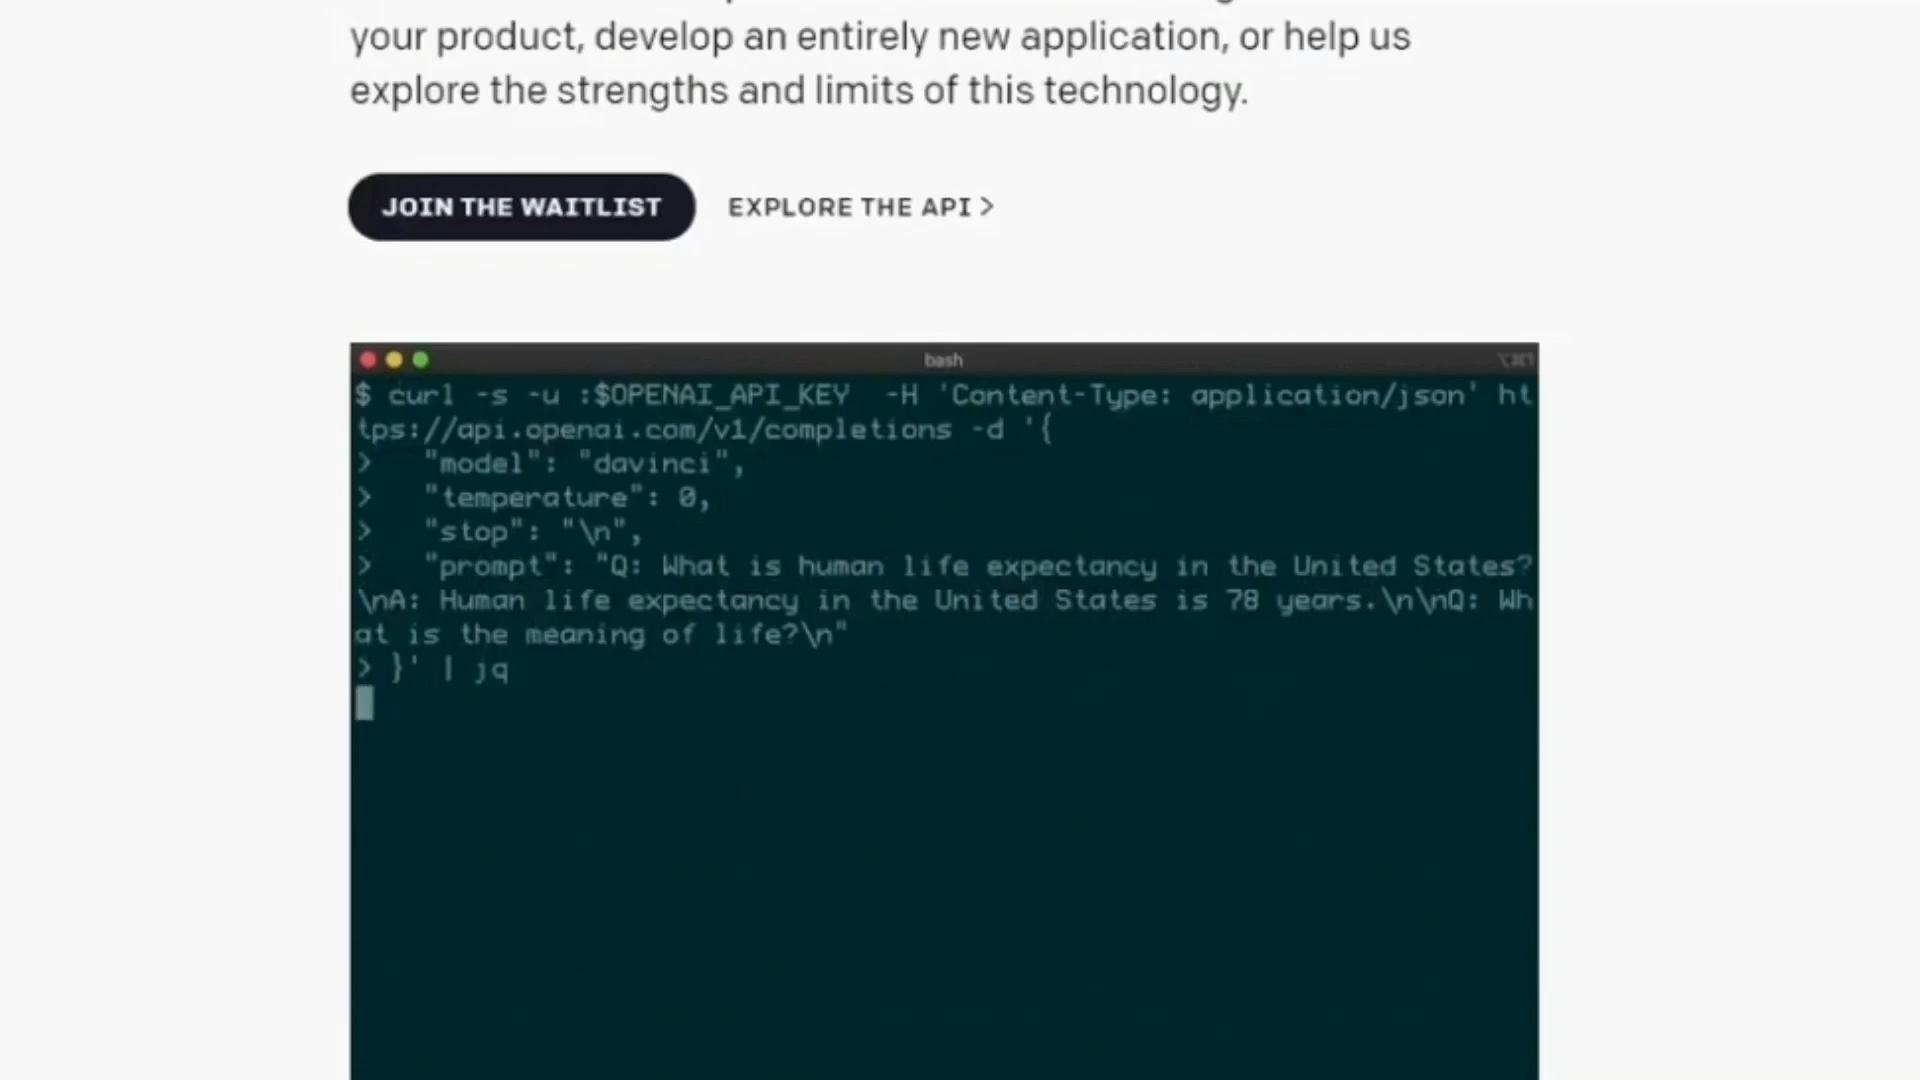 your product, develop an entirely new application, or help us
explore the strengths and limits of this technology.
JOIN THE WAITLIST EXPLORE THE API >
bash
$ curl -s -u :$OPENAI_API_KEY  -H 'Content-Type: application/json' ht
tps://api.openai.com/v1/completions -d '{
>   "model": "davinci",
>   "temperature": 0,
>   "stop": "\n",
>   "prompt": "Q: What is human life expectancy in the United States?
\nA: Human life expectancy in the United States is 78 years.\n\nQ: Wh
at is the meaning of life?\n"
> }' | jq